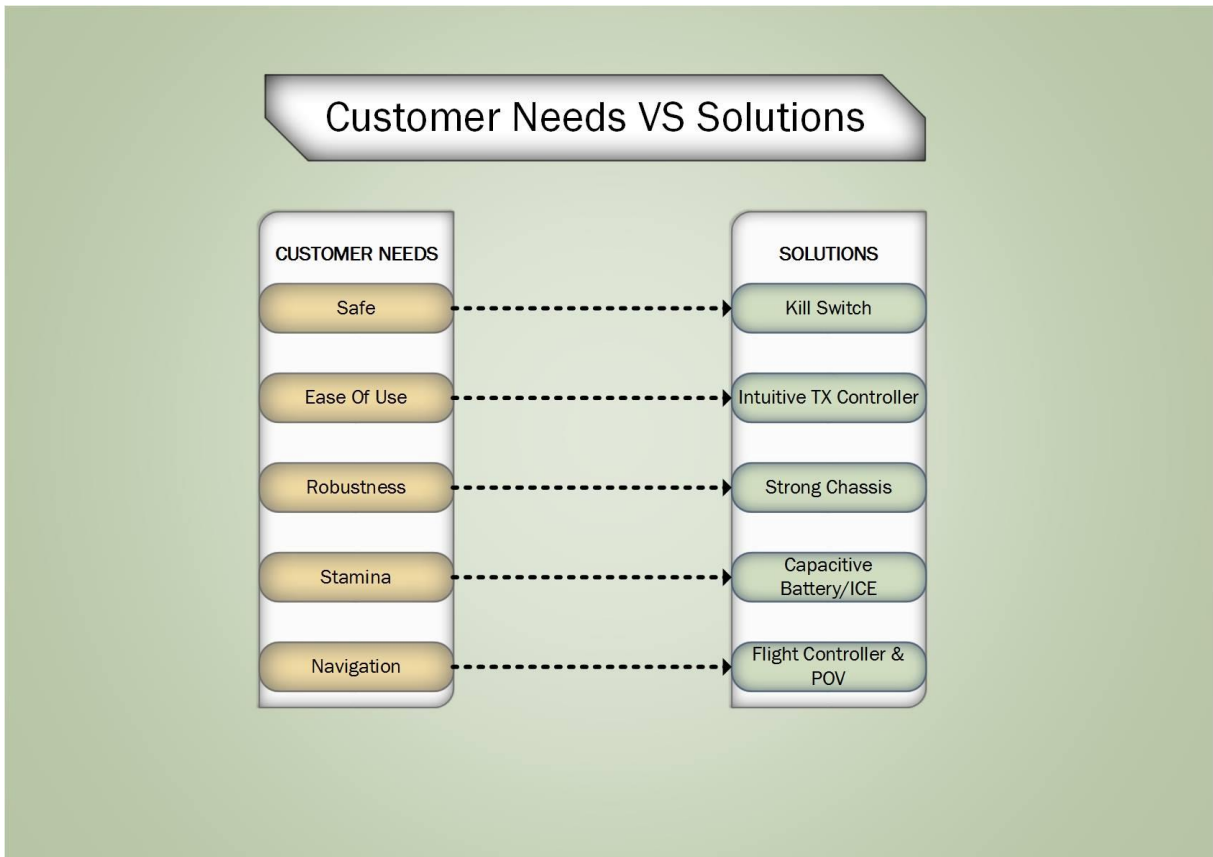 Customer Needs VS Solutions
CUSTOMER NEEDS
SOLUTIONS
Safe
Kill Switch
Ease Of Use
Intuitive TX Controller
Robustness
Strong Chassis
Stamina
Capacitive
Battery/ICE
Navigation
Flight Controller &
POV